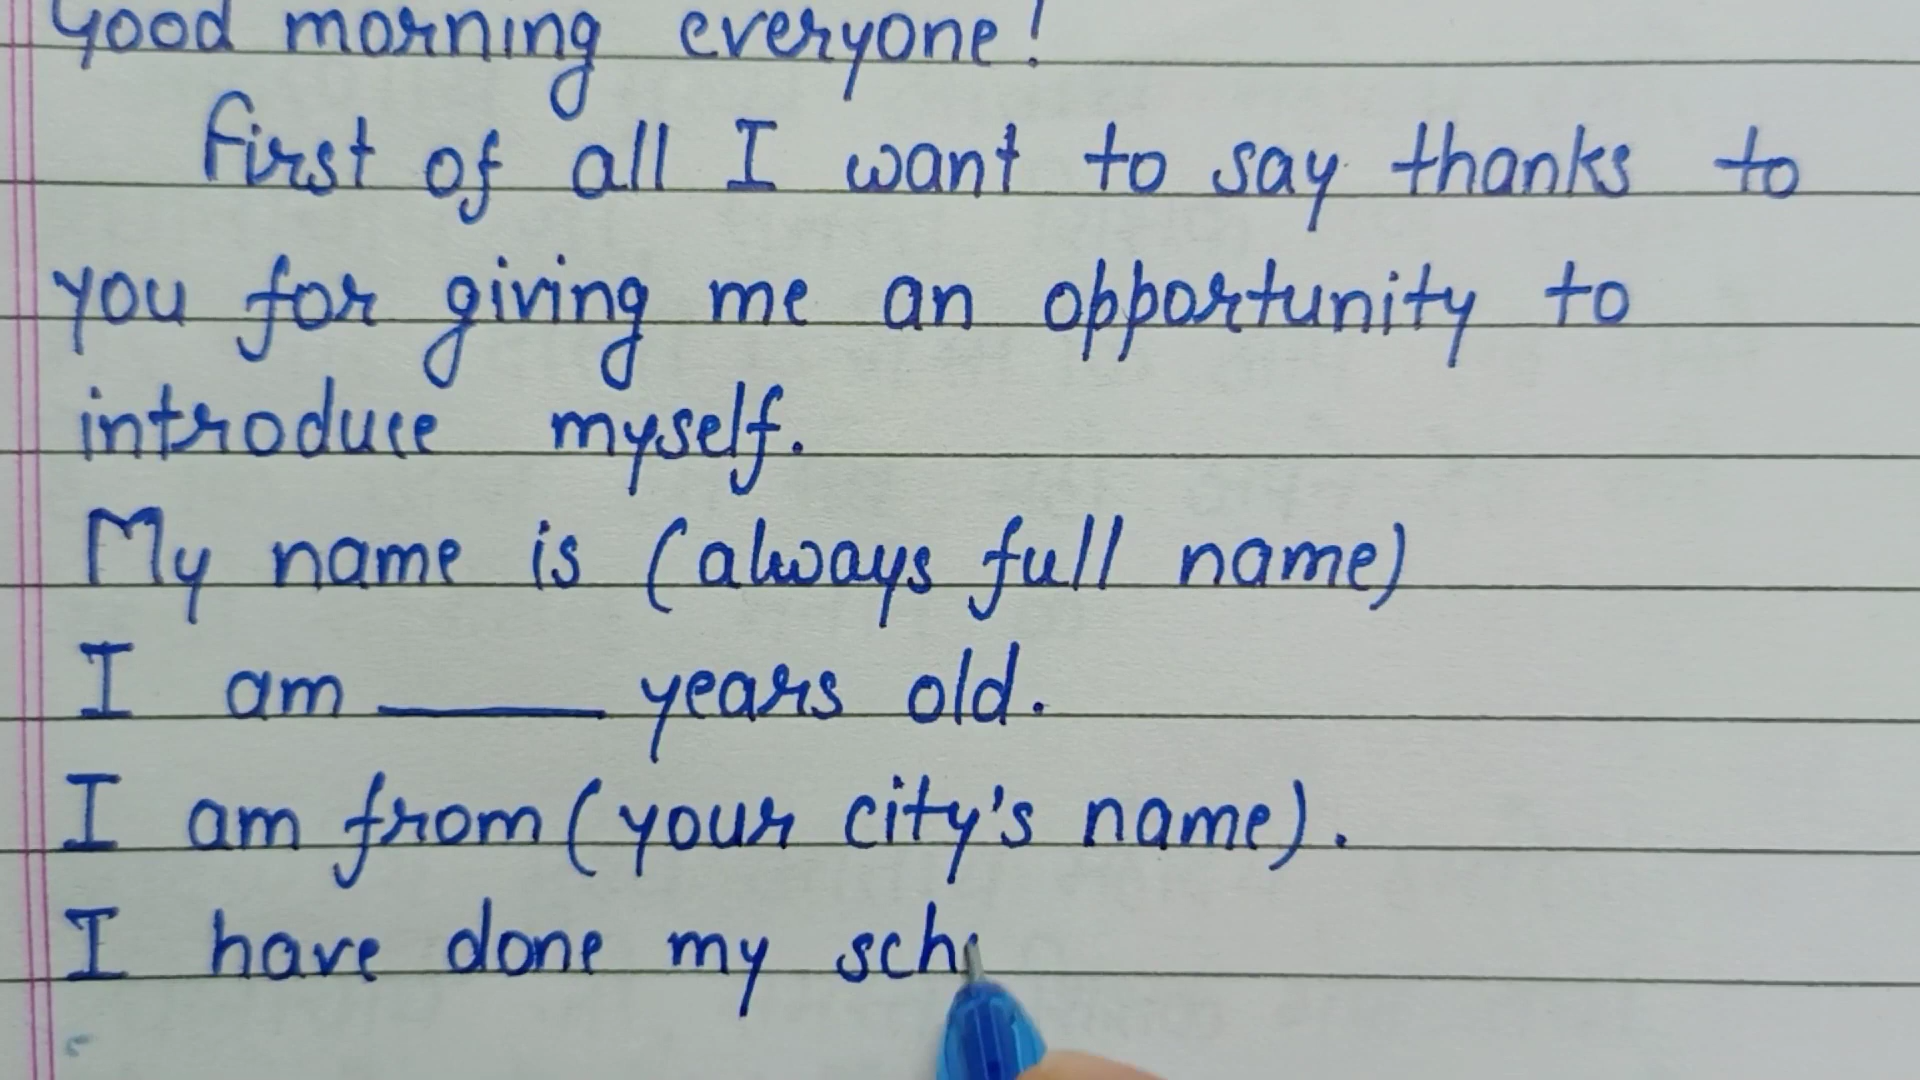 Good morning everyone!
First of all I want to say thanks to
you for giving me an opportunity to
introduce myself.
My name is (always full name)
I am ______ years old.
I am from (your city's name).
I have done my sch